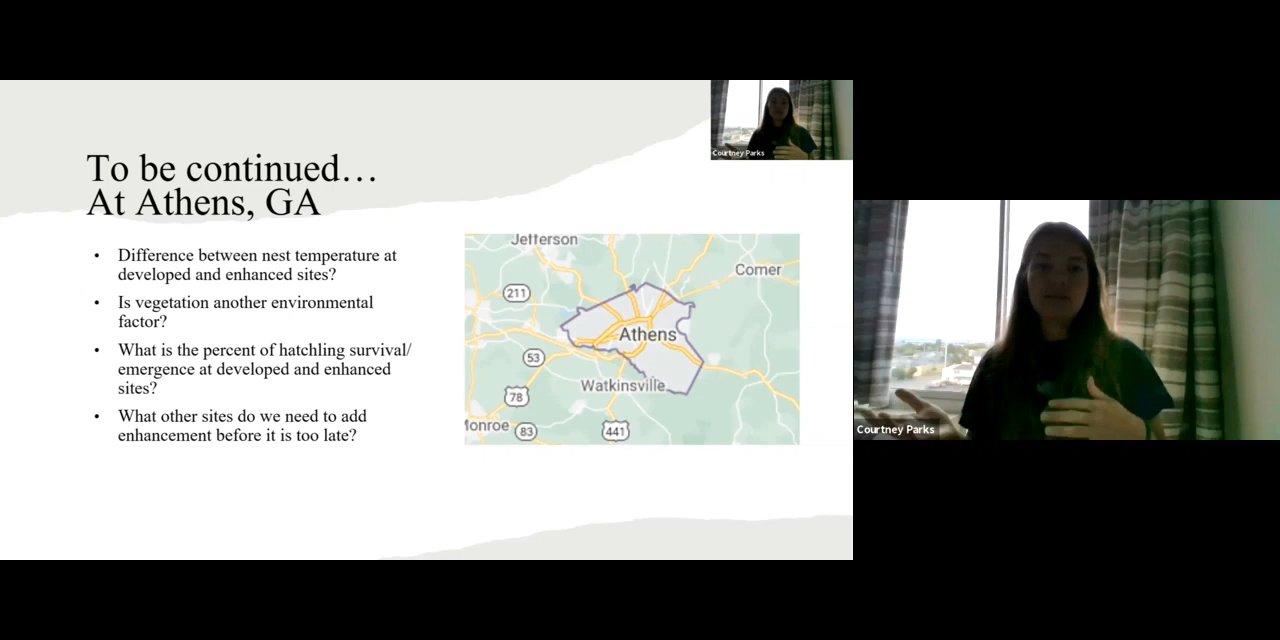 To be continued…
At Athens, GA
• Difference between nest temperature at
developed and enhanced sites?
• Is vegetation another environmental
factor?
• What is the percent of hatchling survival/
emergence at developed and enhanced
sites?
• What other sites do we need to add
enhancement before it is too late?
Jefferson
Comer
211
Athens
53
Watkinsville
78
Monroe
83
441
Courtney Parks
Courtney Parks